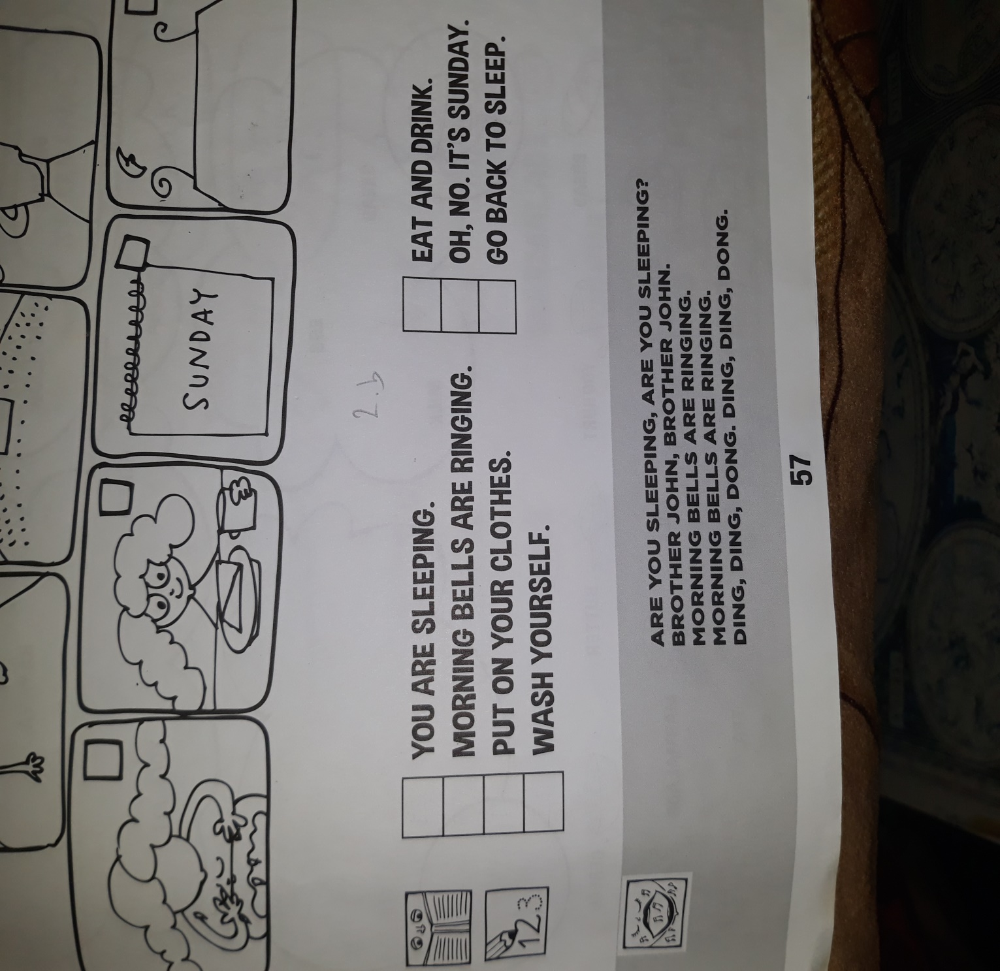 SUNDAY
2.b
YOU ARE SLEEPING.
MORNING BELLS ARE RINGING.
PUT ON YOUR CLOTHES.
WASH YOURSELF.
EAT AND DRINK.
OH, NO. IT'S SUNDAY.
GO BACK TO SLEEP.
123
ARE YOU SLEEPING, ARE YOU SLEEPING?
BROTHER JOHN, BROTHER JOHN.
MORNING BELLS ARE RINGING.
MORNING BELLS ARE RINGING.
DING, DING, DONG. DING, DING, DONG.
57